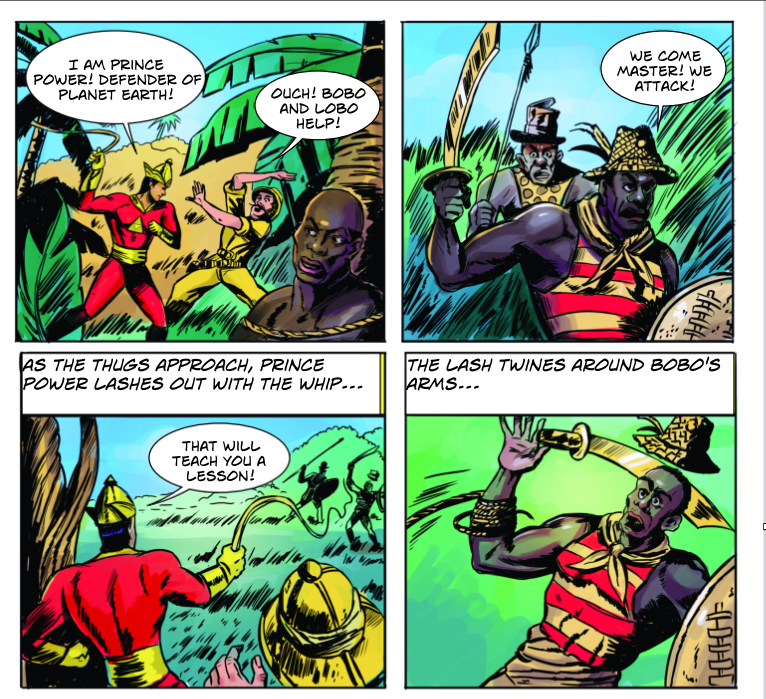 I AM PRINCE
POWER! DEFENDER OF
PLANET EARTH!
OUCH! BOBO
AND LOBO
HELP!
WE COME
MASTER! WE
ATTACK!
AS THE THUGS APPROACH, PRINCE
POWER LASHES OUT WITH THE WHIP...
THAT WILL
TEACH YOU A
LESSON!
THE LASH TWINES AROUND BOBO'S
ARMS...